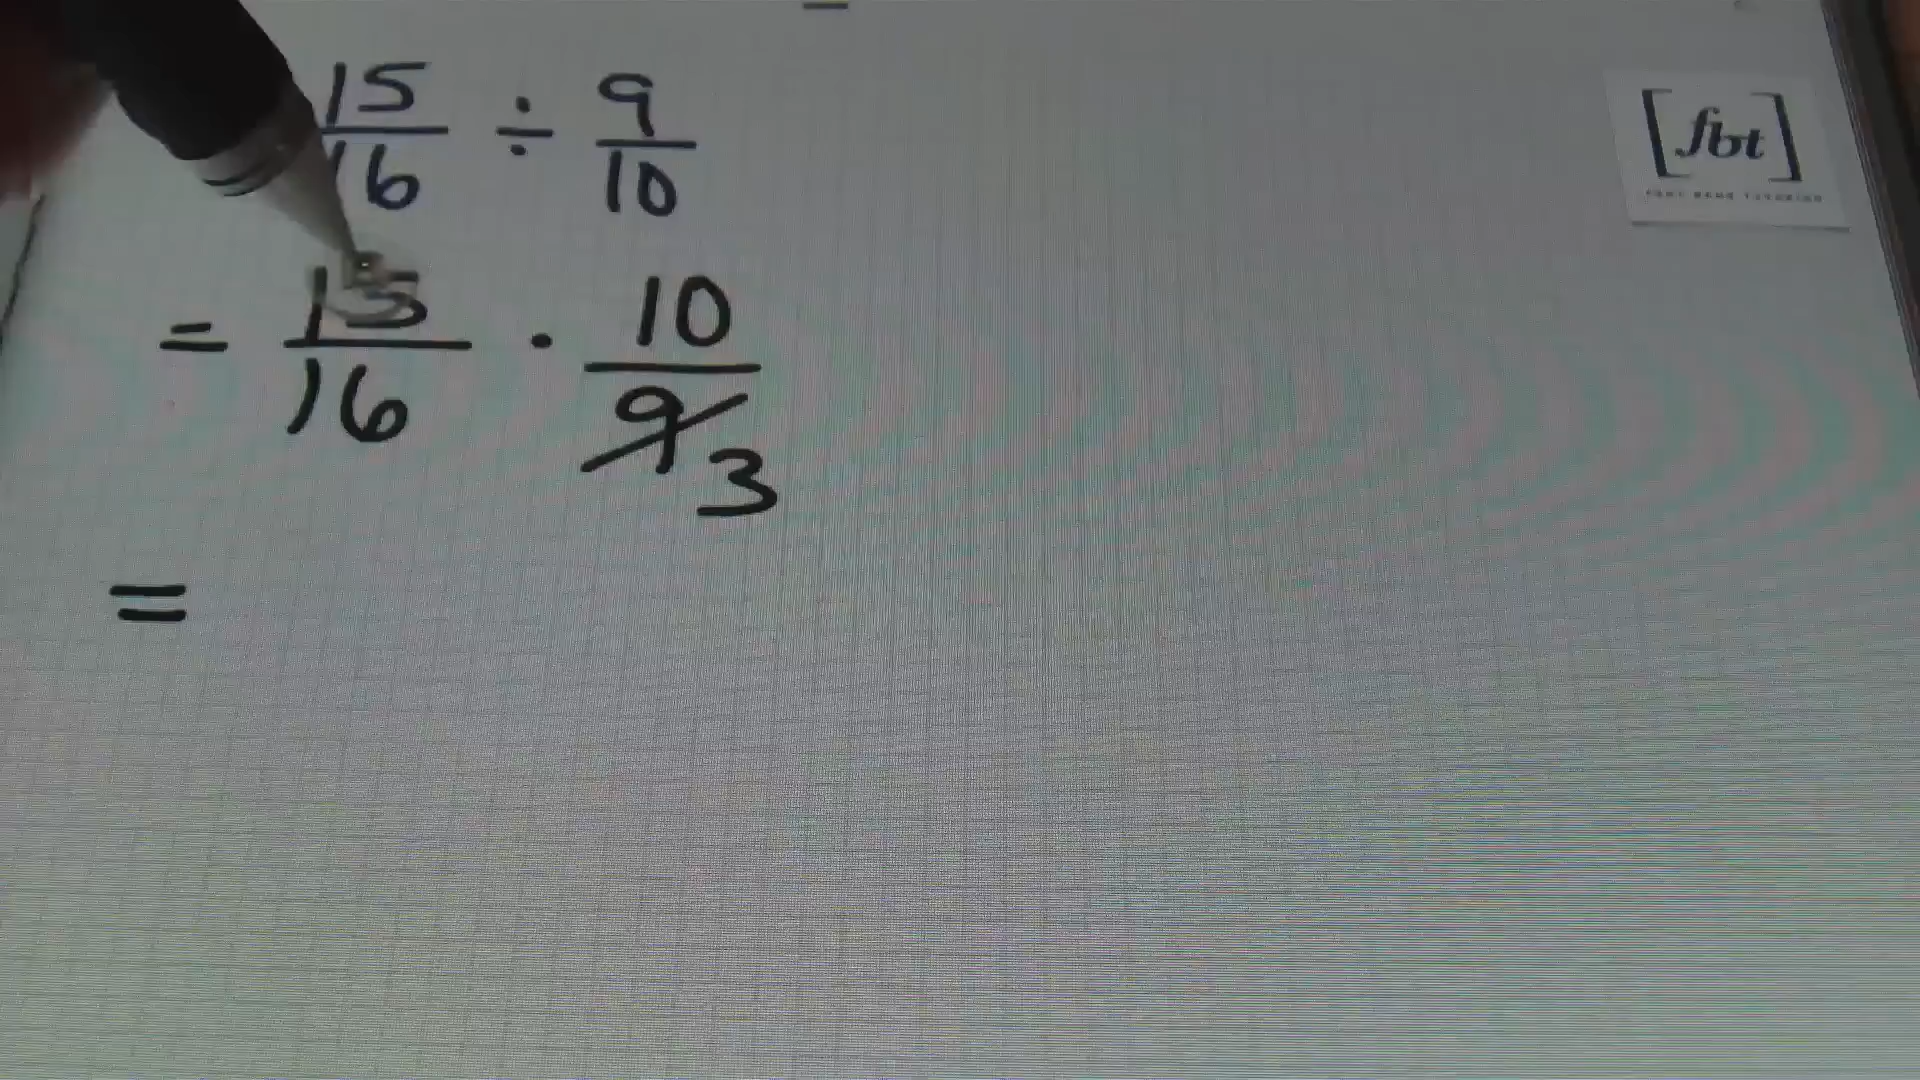 15/16 ÷ 9/10
= 15/16 · 10/9 3
=
[fbt]